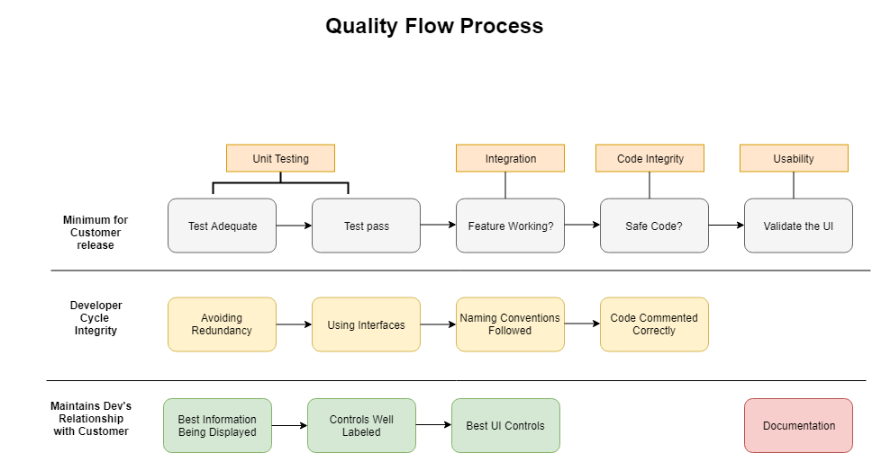 Quality Flow Process
Unit Testing
Integration
Code Integrity
Usability
Minimum for
Customer
release
Test Adequate
Test pass
Feature Working?
Safe Code?
Validate the UI
Developer
Cycle
Integrity
Avoiding
Redundancy
Using Interfaces
Naming Conventions
Followed
Code Commented
Correctly
Maintains Dev's
Relationship
with Customer
Best Information
Being Displayed
Controls Well
Labeled
Best UI Controls
Documentation